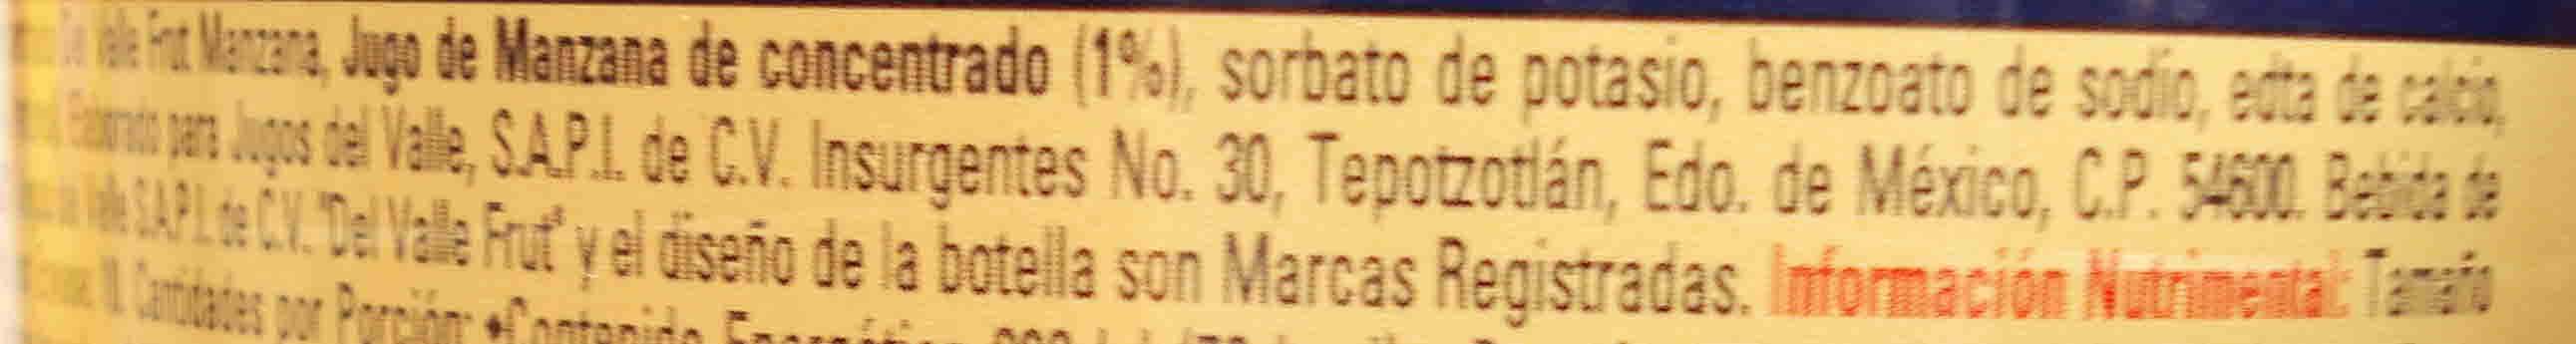 Valle Frut Manzana, Jugo de Manzana de concentrado (1%), sorbato de potasio, benzoato de sodio, edta de calcio,
Elaborado para Jugos del Valle, S.A.P.I. de C.V. Insurgentes No. 30, Tepotzotlán, Edo. de México, C.P. 54600. Bebida de
Valle S.A.P.I. de C.V. "Del Valle Frut" y el diseño de la botella son Marcas Registradas. Información Nutrimental: Tamaño
Cantidades por Porción: •Contenido Energético